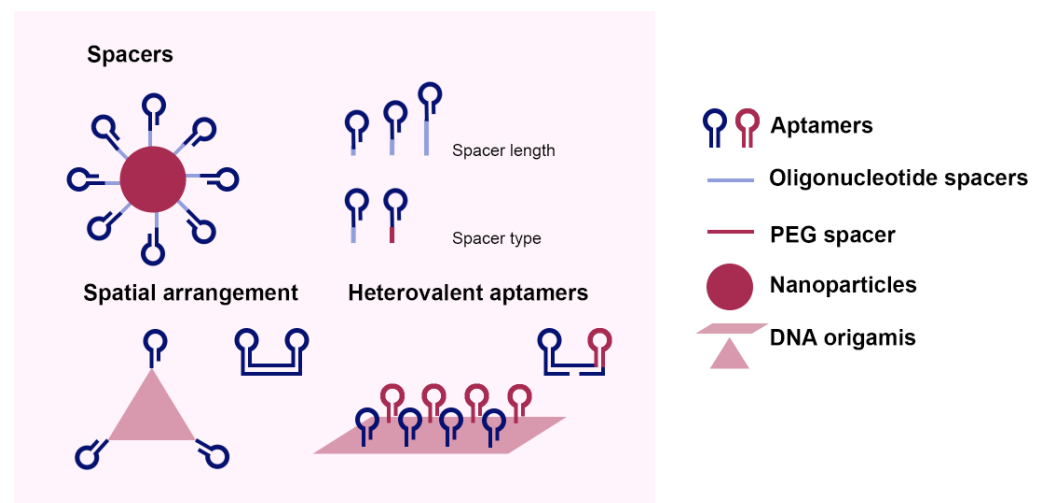 Spacers
Spacer length
Spacer type
Spatial arrangement
Heterovalent aptamers
Aptamers
Oligonucleotide spacers
PEG spacer
Nanoparticles
DNA origamis